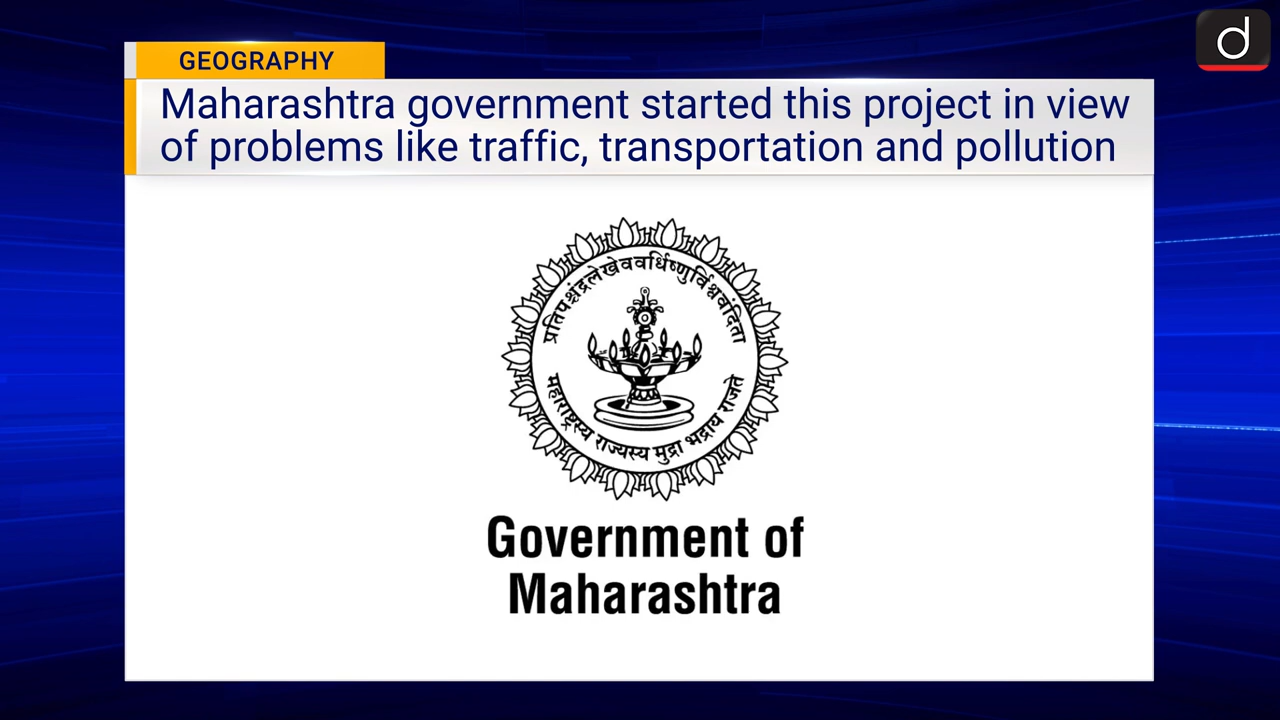 GEOGRAPHY
d
Maharashtra government started this project in view
of problems like traffic, transportation and pollution
प्रतिपच्चंद्रलेखेववर्धिष्णुर्विश्ववंदिता
महाराष्ट्रस्य राज्यस्य मुद्रा भद्राय राजते
Government of
Maharashtra